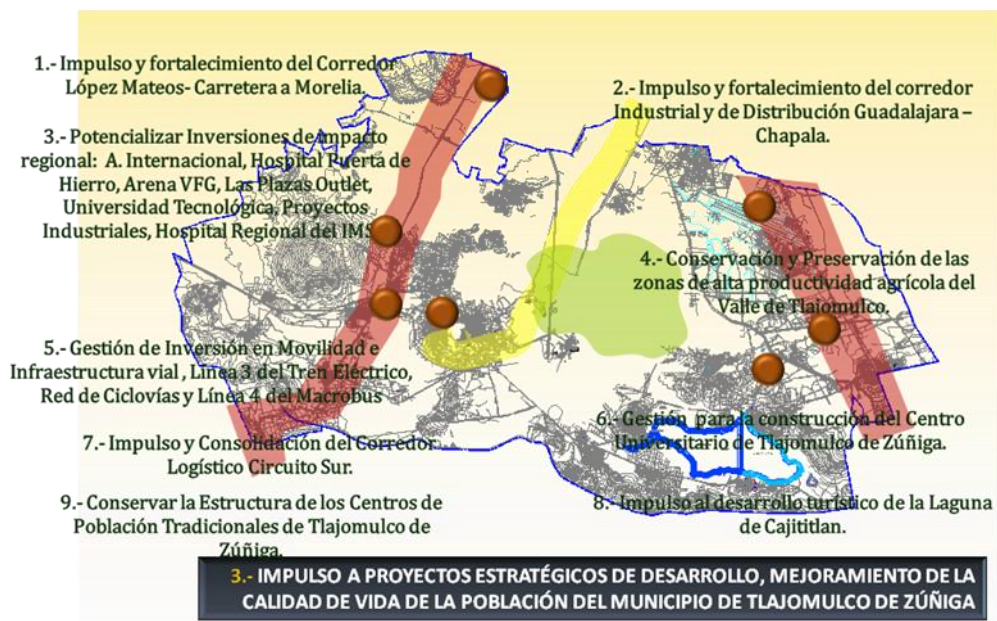 1.- Impulso y fortalecimiento del Corredor
López Mateos- Carretera a Morelia.
2.- Impulso y fortalecimiento del corredor
Industrial y de Distribución Guadalajara –
Chapala.
3.- Potencializar Inversiones de impacto
regional: A. Internacional, Hospital Puerta de
Hierro, Arena VFG, Las Plazas Outlet,
Universidad Tecnológica, Proyectos
Industriales, Hospital Regional del IMS
4.- Conservación y Preservación de las
zonas de alta productividad agrícola del
Valle de Tlajomulco.
5.- Gestión de Inversión en Movilidad e
Infraestructura vial , Línea 3 del Tren Eléctrico,
Red de Ciclovías y Línea 4 del Macrobus
6.- Gestión para la construcción del Centro
Universitario de Tlajomulco de Zúñiga.
7.- Impulso y Consolidación del Corredor
Logístico Circuito Sur.
8.- Impulso al desarrollo turístico de la Laguna
de Cajititlan.
9.- Conservar la Estructura de los Centros de
Población Tradicionales de Tlajomulco de
Zúñiga.
3.- IMPULSO A PROYECTOS ESTRATÉGICOS DE DESARROLLO, MEJORAMIENTO DE LA
CALIDAD DE VIDA DE LA POBLACIÓN DEL MUNICIPIO DE TLAJOMULCO DE ZÚÑIGA